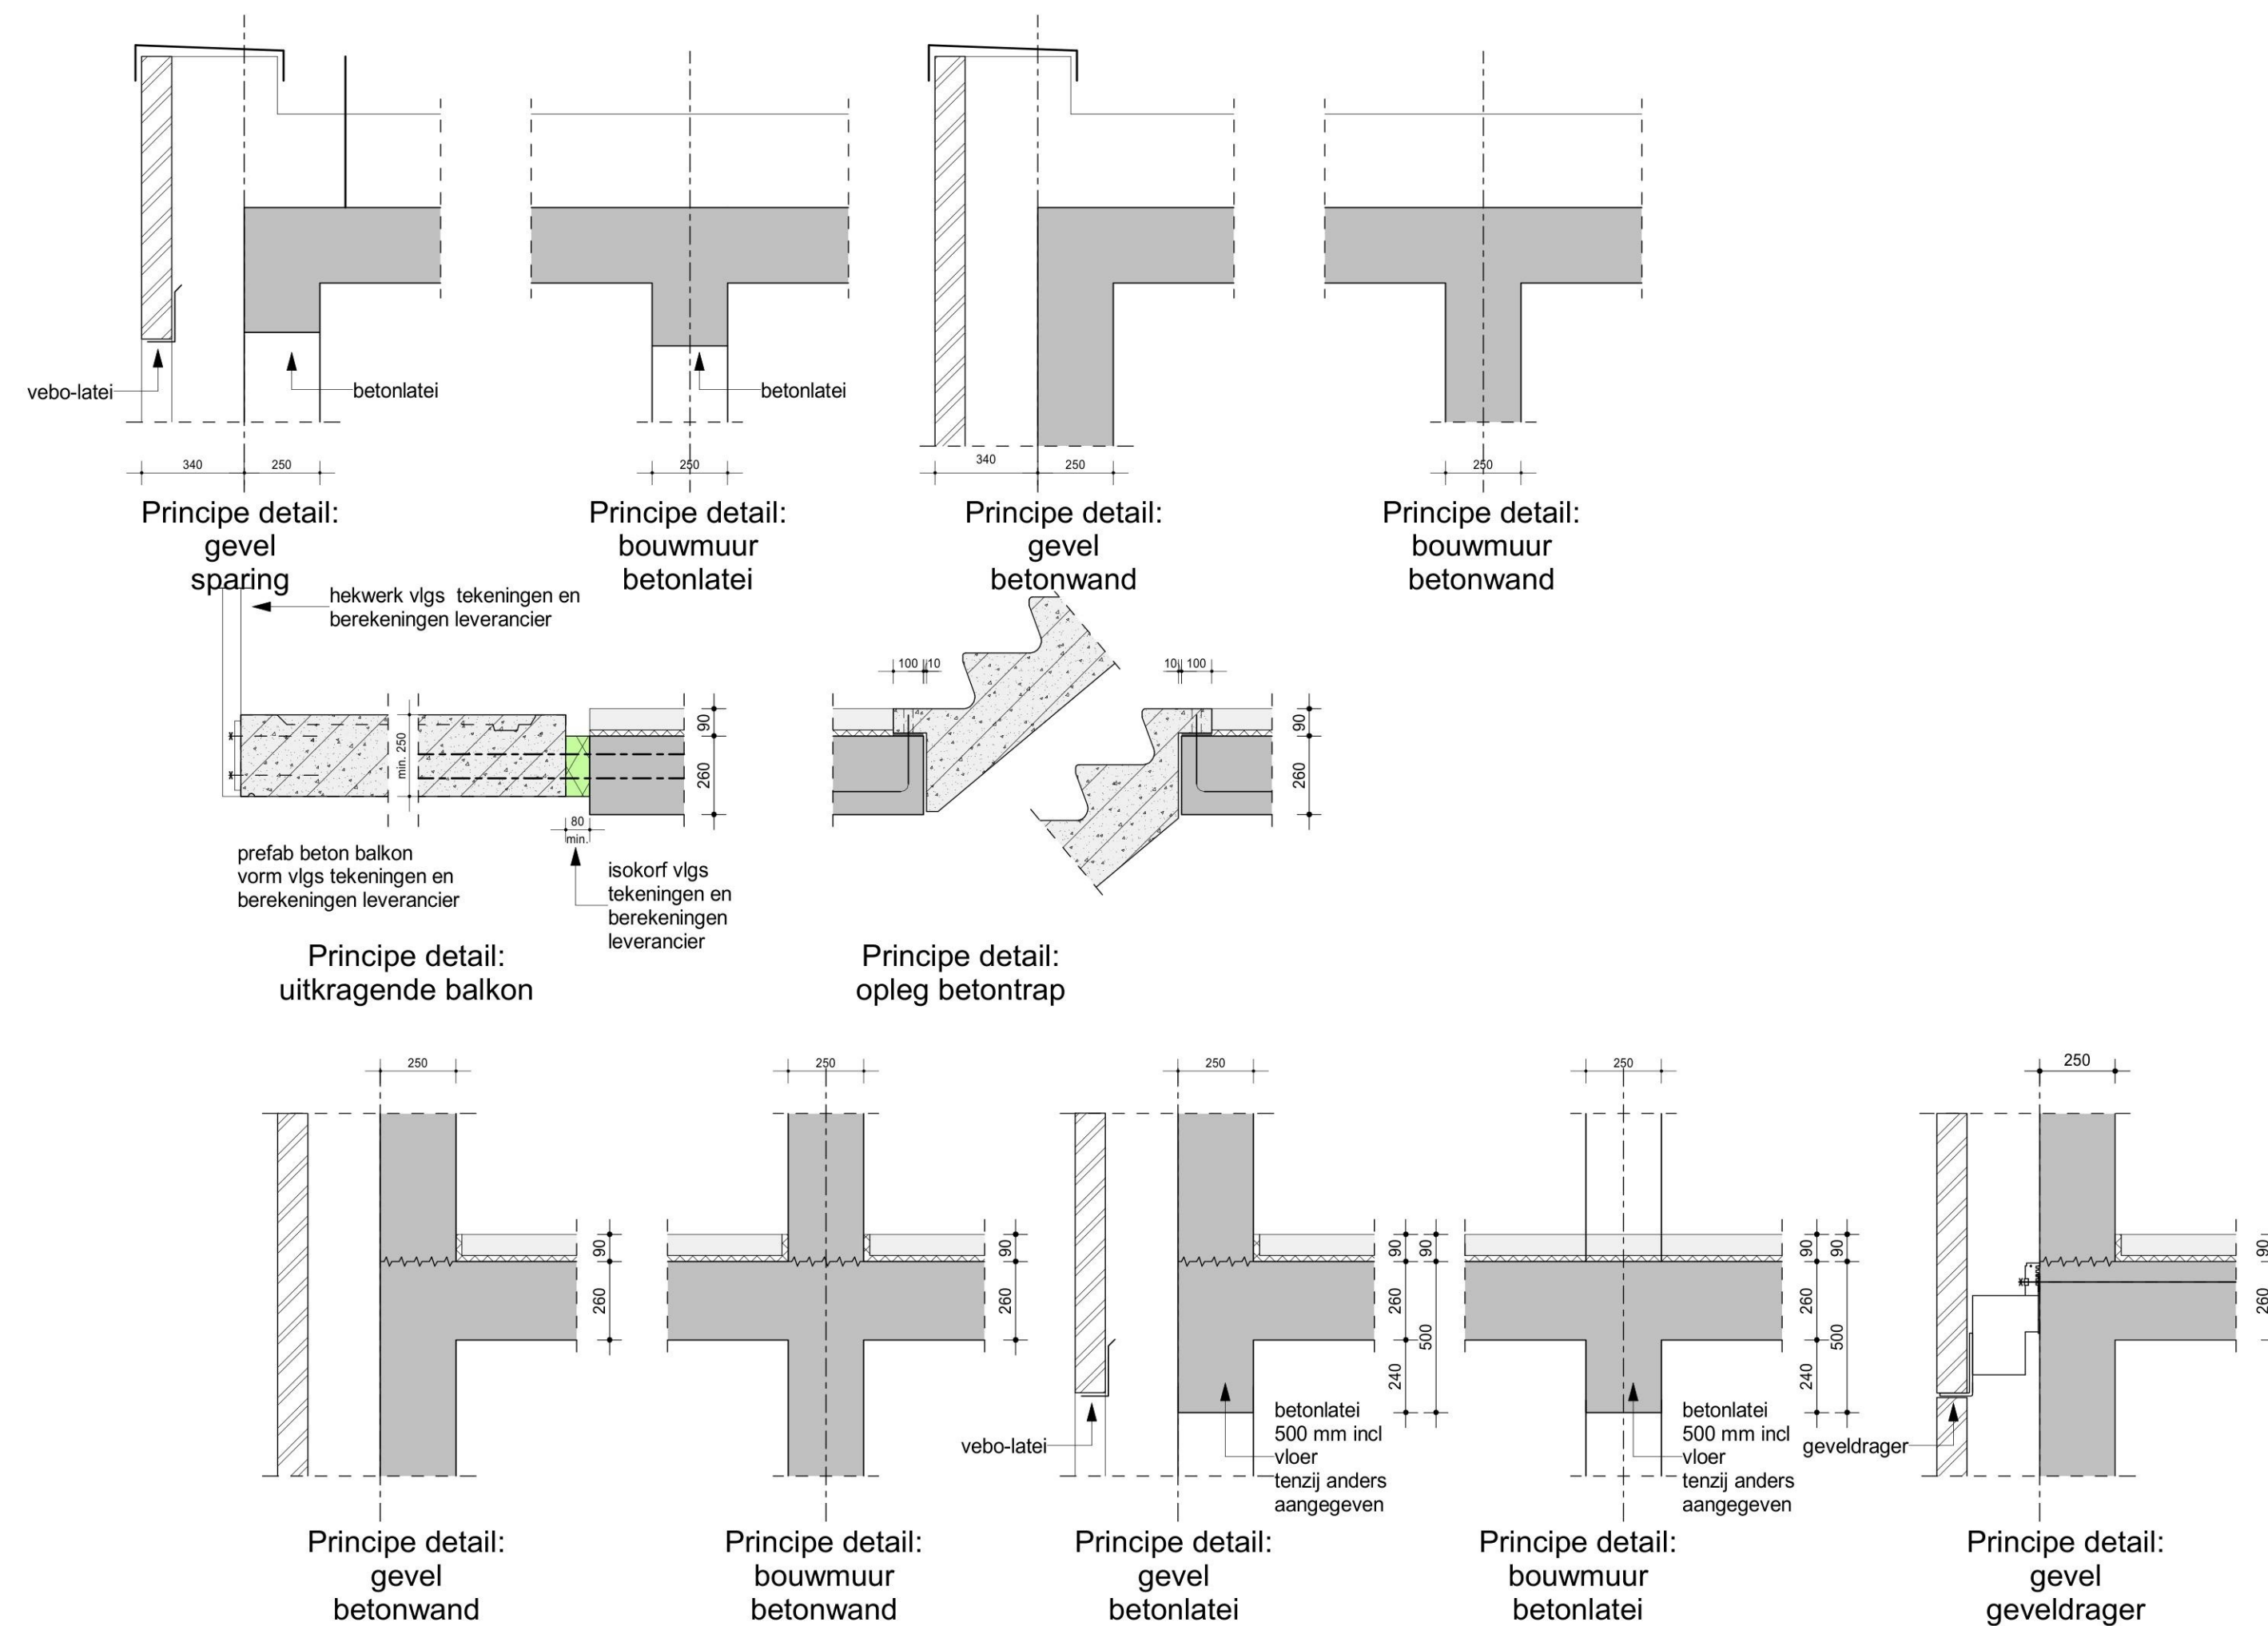 vebo-latei
betonlatei
340
250
Principe detail:
gevel
sparing
betonlatei
250
Principe detail:
bouwmuur
betonlatei
340
250
Principe detail:
gevel
betonwand
250
Principe detail:
bouwmuur
betonwand
hekwerk vlgs tekeningen en
berekeningen leverancier
min. 250
90
260
80
min.
prefab beton balkon
vorm vlgs tekeningen en
berekeningen leverancier
isokorf vlgs
tekeningen en
berekeningen
leverancier
Principe detail:
uitkragende balkon
100
10
10
100
90
260
Principe detail:
opleg betontrap
250
90
260
Principe detail:
gevel
betonwand
250
90
260
Principe detail:
bouwmuur
betonwand
250
90
90
260
500
240
vebo-latei
betonlatei
500 mm incl
vloer
tenzij anders
aangegeven
Principe detail:
gevel
betonlatei
250
90
90
260
500
240
betonlatei
500 mm incl
vloer
tenzij anders
aangegeven
Principe detail:
bouwmuur
betonlatei
250
90
260
geveldrager
Principe detail:
gevel
geveldrager